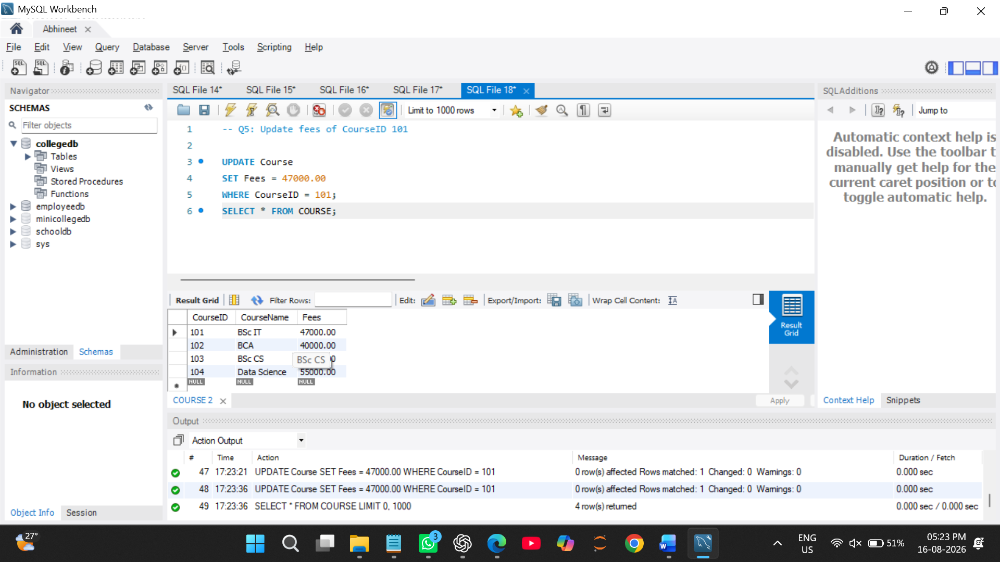 MySQL Workbench
Abhineet
File Edit View Query Database Server Tools Scripting Help
Navigator
SCHEMAS
Filter objects
collegedb
Tables
Views
Stored Procedures
Functions
employeedb
minicollegedb
schooldb
sys
Administration Schemas
Information
No object selected
Object Info Session
SQL File 14* SQL File 15* SQL File 16* SQL File 17* SQL File 18*
Limit to 1000 rows
1 -- Q5: Update fees of CourseID 101
2
3 UPDATE Course
4 SET Fees = 47000.00
5 WHERE CourseID = 101;
6 SELECT * FROM COURSE;
Result Grid Filter Rows: Edit: Export/Import: Wrap Cell Content:
CourseID CourseName Fees
101 BSc IT 47000.00
102 BCA 40000.00
103 BSc CS
BSc CS
104 Data Science 55000.00
NULL NULL NULL
Result
Grid
COURSE 2
Apply
SQLAdditions
Jump to
Automatic context help is
disabled. Use the toolbar t
manually get help for the
current caret position or to
toggle automatic help.
Context Help Snippets
Output
Action Output
# Time Action Message Duration / Fetch
47 17:23:21 UPDATE Course SET Fees = 47000.00 WHERE CourseID = 101 0 row(s) affected Rows matched: 1 Changed: 0 Warnings: 0 0.000 sec
48 17:23:36 UPDATE Course SET Fees = 47000.00 WHERE CourseID = 101 0 row(s) affected Rows matched: 1 Changed: 0 Warnings: 0 0.000 sec
49 17:23:36 SELECT * FROM COURSE LIMIT 0, 1000 4 row(s) returned 0.000 sec / 0.000 sec
27°
3
ENG
US
51%
05:23 PM
16-08-2026